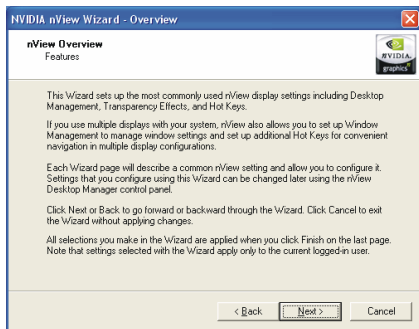 NVIDIA nView Wizard - Overview
nView Overview
Features
NVIDIA.
graphics
This Wizard sets up the most commonly used nView display settings including Desktop
Management, Transparency Effects, and Hot Keys.
If you use multiple displays with your system, nView also allows you to set up Window
Management to manage window settings and set up additional Hot Keys for convenient
navigation in multiple display configurations.
Each Wizard page will describe a common nView setting and allow you to configure it.
Settings that you configure using this Wizard can be changed later using the nView
Desktop Manager control panel.
Click Next or Back to go forward or backward through the Wizard. Click Cancel to exit
the Wizard without applying changes.
All selections you make in the Wizard are applied when you click Finish on the last page.
Note that settings selected with the Wizard apply only to the current logged-in user.
< Back Next > Cancel